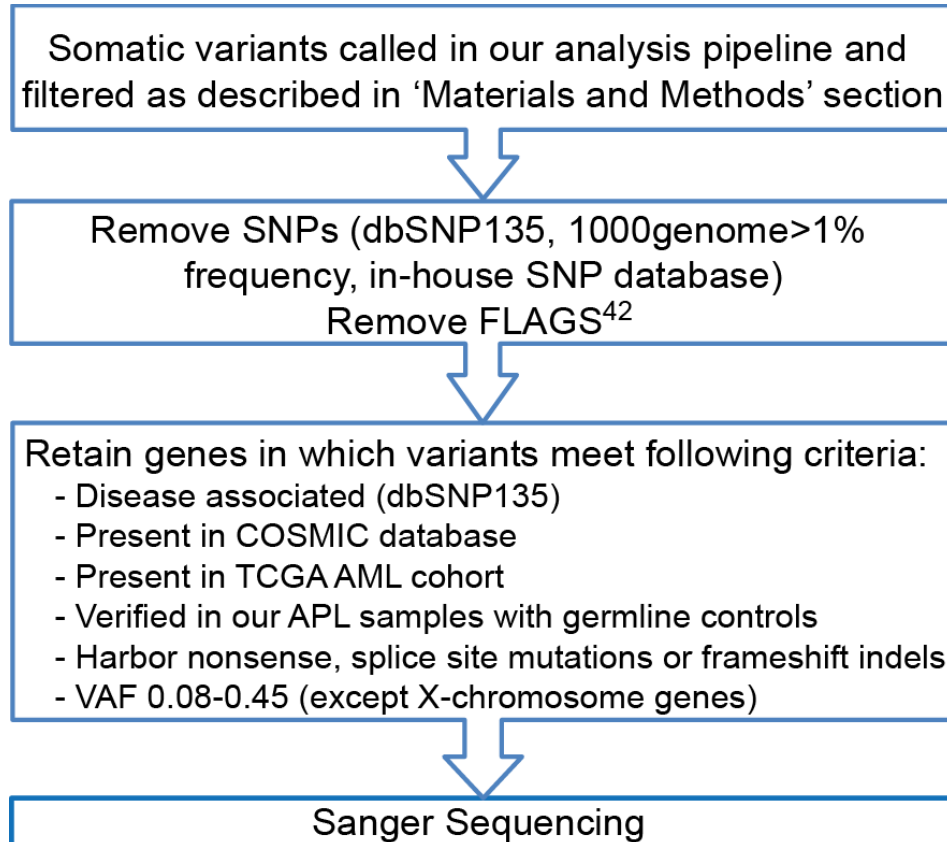 Somatic variants called in our analysis pipeline and
filtered as described in ‘Materials and Methods’ section
Remove SNPs (dbSNP135, 1000genome>1%
frequency, in-house SNP database)
Remove FLAGS⁴²
Retain genes in which variants meet following criteria:
- Disease associated (dbSNP135)
- Present in COSMIC database
- Present in TCGA AML cohort
- Verified in our APL samples with germline controls
- Harbor nonsense, splice site mutations or frameshift indels
- VAF 0.08-0.45 (except X-chromosome genes)
Sanger Sequencing